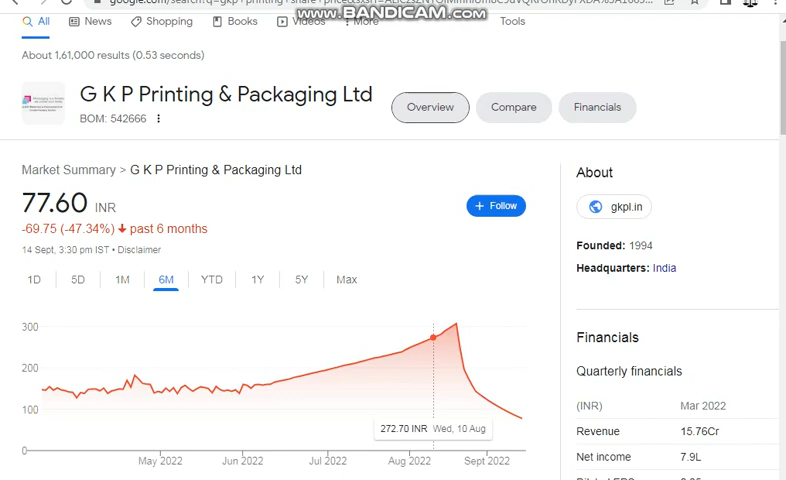 www.BANDICAM.com
All News Shopping Books Videos More Tools
About 1,61,000 results (0.53 seconds)
G K P Printing & Packaging Ltd
BOM: 542666
Overview Compare Financials
Market Summary > G K P Printing & Packaging Ltd
77.60 INR
-69.75 (-47.34%) past 6 months
14 Sept, 3:30 pm IST • Disclaimer
+ Follow
1D 5D 1M 6M YTD 1Y 5Y Max
300
200
100
0
272.70 INR Wed, 10 Aug
May 2022 Jun 2022 Jul 2022 Aug 2022 Sept 2022
About
gkpl.in
Founded: 1994
Headquarters: India
Financials
Quarterly financials
(INR) Mar 2022
Revenue 15.76Cr
Net income 7.9L